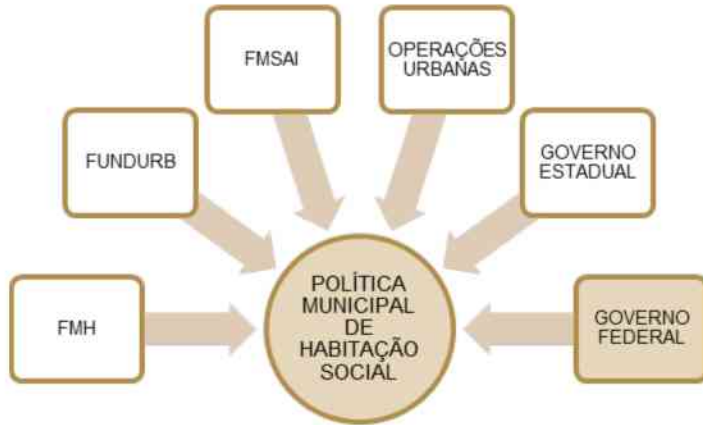 FMSAI
OPERAÇÕES
URBANAS
FUNDURB
GOVERNO
ESTADUAL
FMH
POLÍTICA
MUNICIPAL
DE
HABITAÇÃO
SOCIAL
GOVERNO
FEDERAL